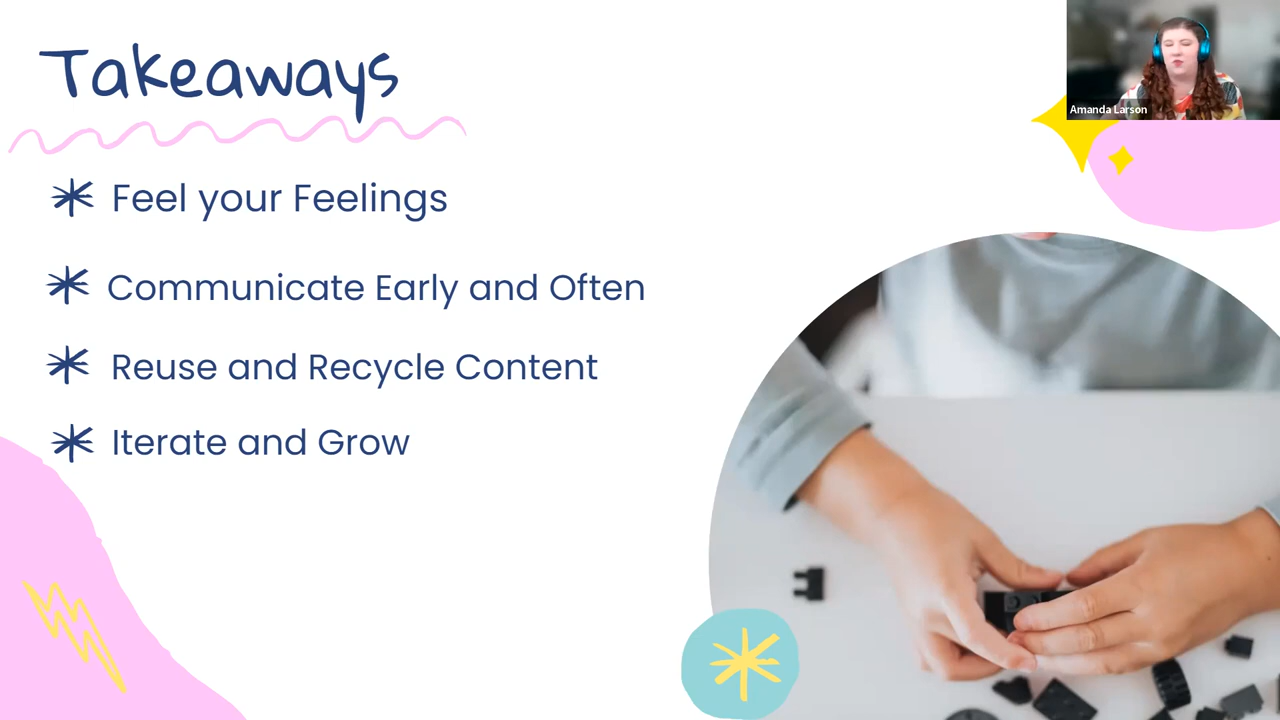 Takeaways
Feel your Feelings
Communicate Early and Often
Reuse and Recycle Content
Iterate and Grow
Amanda Larson